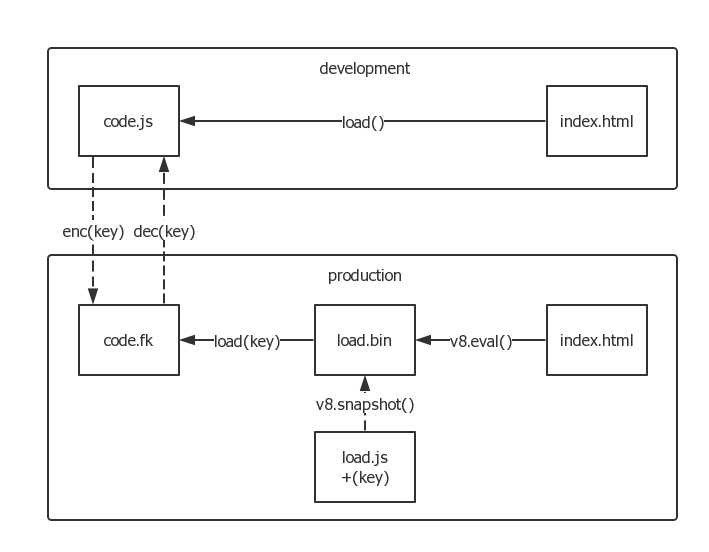 development
code.js
load()
index.html
enc(key)
dec(key)
production
code.fk
load(key)
load.bin
v8.eval()
index.html
v8.snapshot()
load.js
+(key)